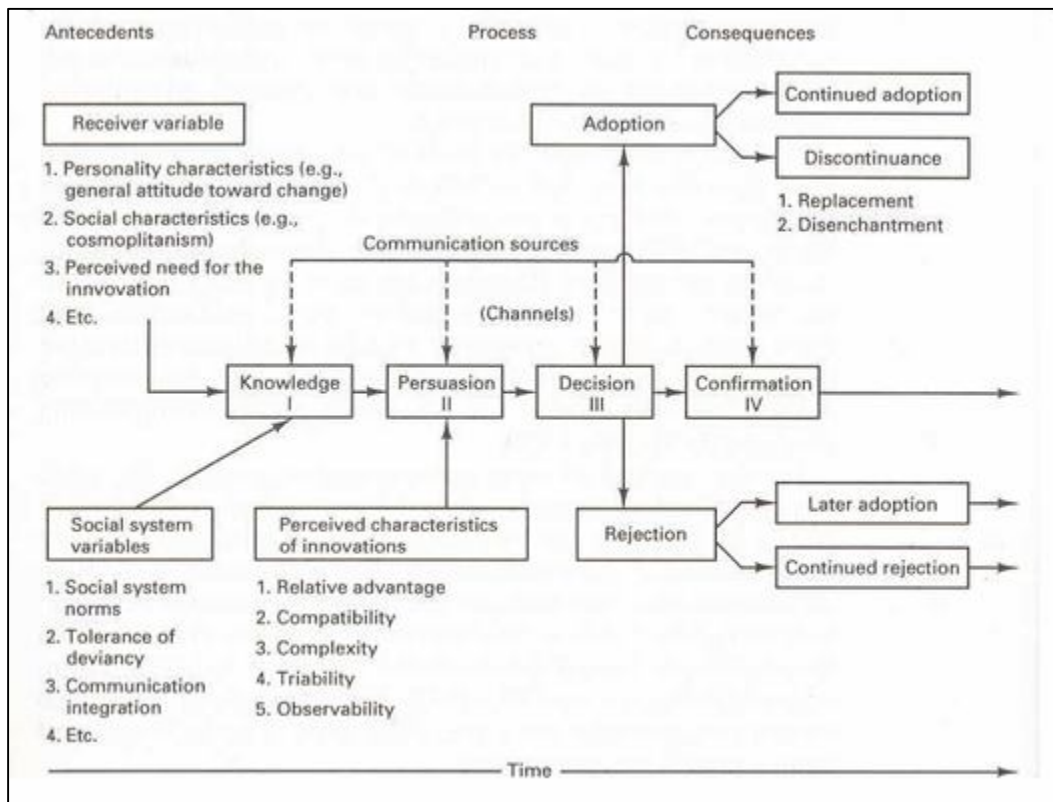 Antecedents
Process
Consequences
Receiver variable
1. Personality characteristics (e.g.,
general attitude toward change)
2. Social characteristics (e.g.,
cosmoplitanism)
3. Perceived need for the
innvovation
4. Etc.
Adoption
Continued adoption
Discontinuance
1. Replacement
2. Disenchantment
Communication sources
(Channels)
Knowledge
I
Persuasion
II
Decision
III
Confirmation
IV
Social system
variables
1. Social system
norms
2. Tolerance of
deviancy
3. Communication
integration
4. Etc.
Perceived characteristics
of innovations
1. Relative advantage
2. Compatibility
3. Complexity
4. Triability
5. Observability
Rejection
Later adoption
Continued rejection
Time